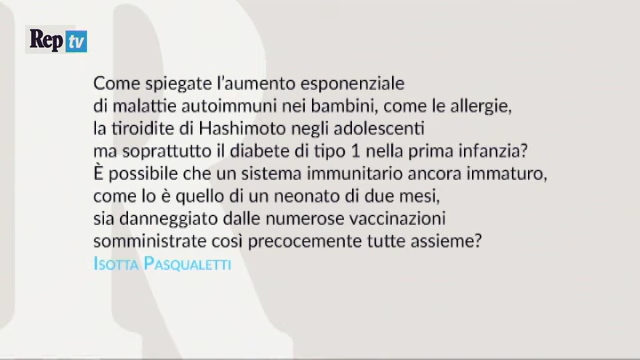 Rep tv
Come spiegate l'aumento esponenziale
di malattie autoimmuni nei bambini, come le allergie,
la tiroidite di Hashimoto negli adolescenti
ma soprattutto il diabete di tipo 1 nella prima infanzia?
È possibile che un sistema immunitario ancora immaturo,
come lo è quello di un neonato di due mesi,
sia danneggiato dalle numerose vaccinazioni
somministrate così precocemente tutte assieme?
Isotta Pasqualetti